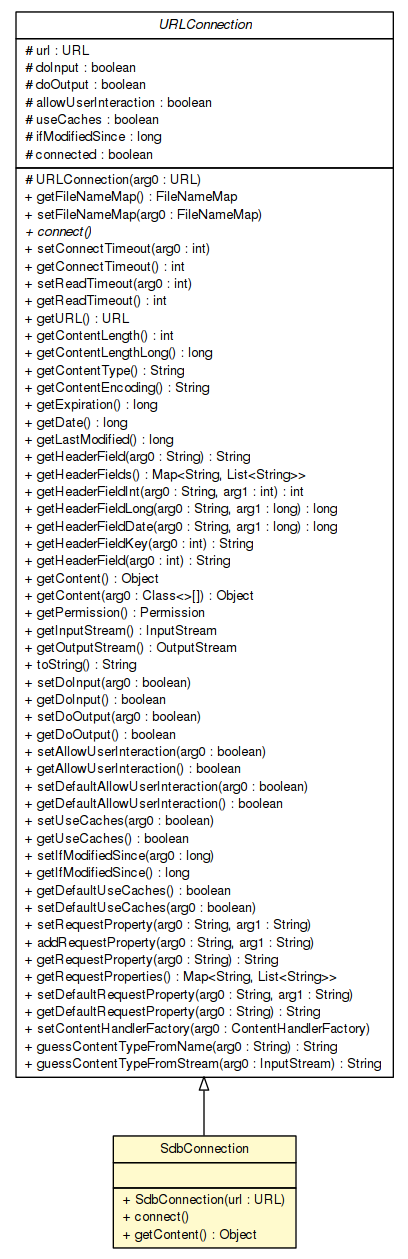 URLConnection
# url : URL
# doInput : boolean
# doOutput : boolean
# allowUserInteraction : boolean
# useCaches : boolean
# ifModifiedSince : long
# connected : boolean
# URLConnection(arg0 : URL)
+ getFileNameMap() : FileNameMap
+ setFileNameMap(arg0 : FileNameMap)
+ connect()
+ setConnectTimeout(arg0 : int)
+ getConnectTimeout() : int
+ setReadTimeout(arg0 : int)
+ getReadTimeout() : int
+ getURL() : URL
+ getContentLength() : int
+ getContentLengthLong() : long
+ getContentType() : String
+ getContentEncoding() : String
+ getExpiration() : long
+ getDate() : long
+ getLastModified() : long
+ getHeaderField(arg0 : String) : String
+ getHeaderFields() : Map<String, List<String>>
+ getHeaderFieldInt(arg0 : String, arg1 : int) : int
+ getHeaderFieldLong(arg0 : String, arg1 : long) : long
+ getHeaderFieldDate(arg0 : String, arg1 : long) : long
+ getHeaderFieldKey(arg0 : int) : String
+ getHeaderField(arg0 : int) : String
+ getContent() : Object
+ getContent(arg0 : Class<>[]) : Object
+ getPermission() : Permission
+ getInputStream() : InputStream
+ getOutputStream() : OutputStream
+ toString() : String
+ setDoInput(arg0 : boolean)
+ getDoInput() : boolean
+ setDoOutput(arg0 : boolean)
+ getDoOutput() : boolean
+ setAllowUserInteraction(arg0 : boolean)
+ getAllowUserInteraction() : boolean
+ setDefaultAllowUserInteraction(arg0 : boolean)
+ getDefaultAllowUserInteraction() : boolean
+ setUseCaches(arg0 : boolean)
+ getUseCaches() : boolean
+ setIfModifiedSince(arg0 : long)
+ getIfModifiedSince() : long
+ getDefaultUseCaches() : boolean
+ setDefaultUseCaches(arg0 : boolean)
+ setRequestProperty(arg0 : String, arg1 : String)
+ addRequestProperty(arg0 : String, arg1 : String)
+ getRequestProperty(arg0 : String) : String
+ getRequestProperties() : Map<String, List<String>>
+ setDefaultRequestProperty(arg0 : String, arg1 : String)
+ getDefaultRequestProperty(arg0 : String) : String
+ setContentHandlerFactory(arg0 : ContentHandlerFactory)
+ guessContentTypeFromName(arg0 : String) : String
+ guessContentTypeFromStream(arg0 : InputStream) : String
SdbConnection
+ SdbConnection(url : URL)
+ connect()
+ getContent() : Object